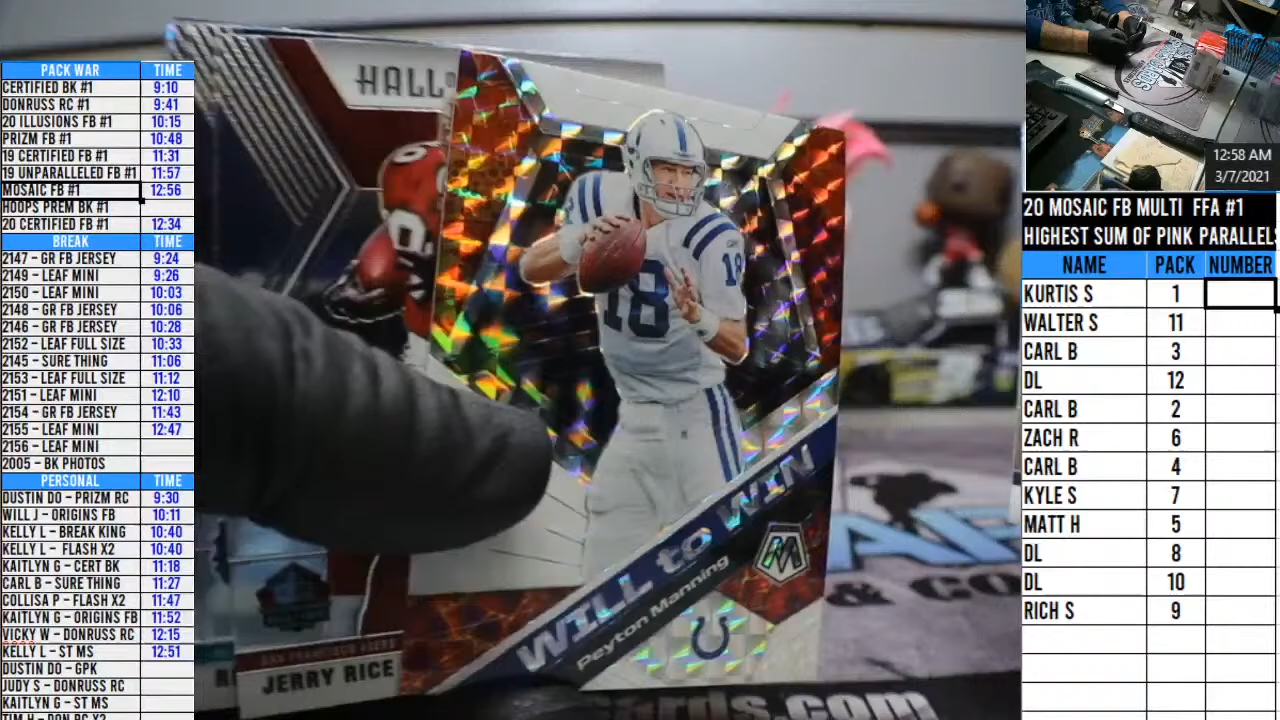 PACK WAR TIME
CERTIFIED BK #1 9:10
DONRUSS RC #1 9:41
20 ILLUSIONS FB #1 10:15
PRIZM FB #1 10:48
19 CERTIFIED FB #1 11:31
19 UNPARALLELED FB #1 11:57
MOSAIC FB #1 12:56
HOOPS PREM BK #1
20 CERTIFIED FB #1 12:34
BREAK TIME
2147 - GR FB JERSEY 9:24
2149 - LEAF MINI 9:26
2150 - LEAF MINI 10:03
2148 - GR FB JERSEY 10:06
2146 - GR FB JERSEY 10:28
2152 - LEAF FULL SIZE 10:33
2145 - SURE THING 11:06
2153 - LEAF FULL SIZE 11:12
2151 - LEAF MINI 12:10
2154 - GR FB JERSEY 11:43
2155 - LEAF MINI 12:47
2156 - LEAF MINI
2005 - BK PHOTOS
PERSONAL TIME
DUSTIN DO - PRIZM RC 9:30
WILL J - ORIGINS FB 10:11
KELLY L - BREAK KING 10:40
KELLY L - FLASH X2 10:40
KAITLYN G - CERT BK 11:18
CARL B - SURE THING 11:27
COLLISA P - FLASH X2 11:47
KAITLYN G - ORIGINS FB 11:52
VICKY W - DONRUSS RC 12:15
KELLY L - ST MS 12:51
DUSTIN DO - GPK
JUDY S - DONRUSS RC
KAITLYN G - ST MS
TIM H - DON RC X2
HALL
18
18
WILL to WIN
Peyton Manning
SAN FRANCISCO 49ERS
JERRY RICE
& CO
rds.com
12:58 AM
3/7/2021
20 MOSAIC FB MULTI FFA #1
HIGHEST SUM OF PINK PARALLELS
NAME PACK NUMBER
KURTIS S 1
WALTER S 11
CARL B 3
DL 12
CARL B 2
ZACH R 6
CARL B 4
KYLE S 7
MATT H 5
DL 8
DL 10
RICH S 9